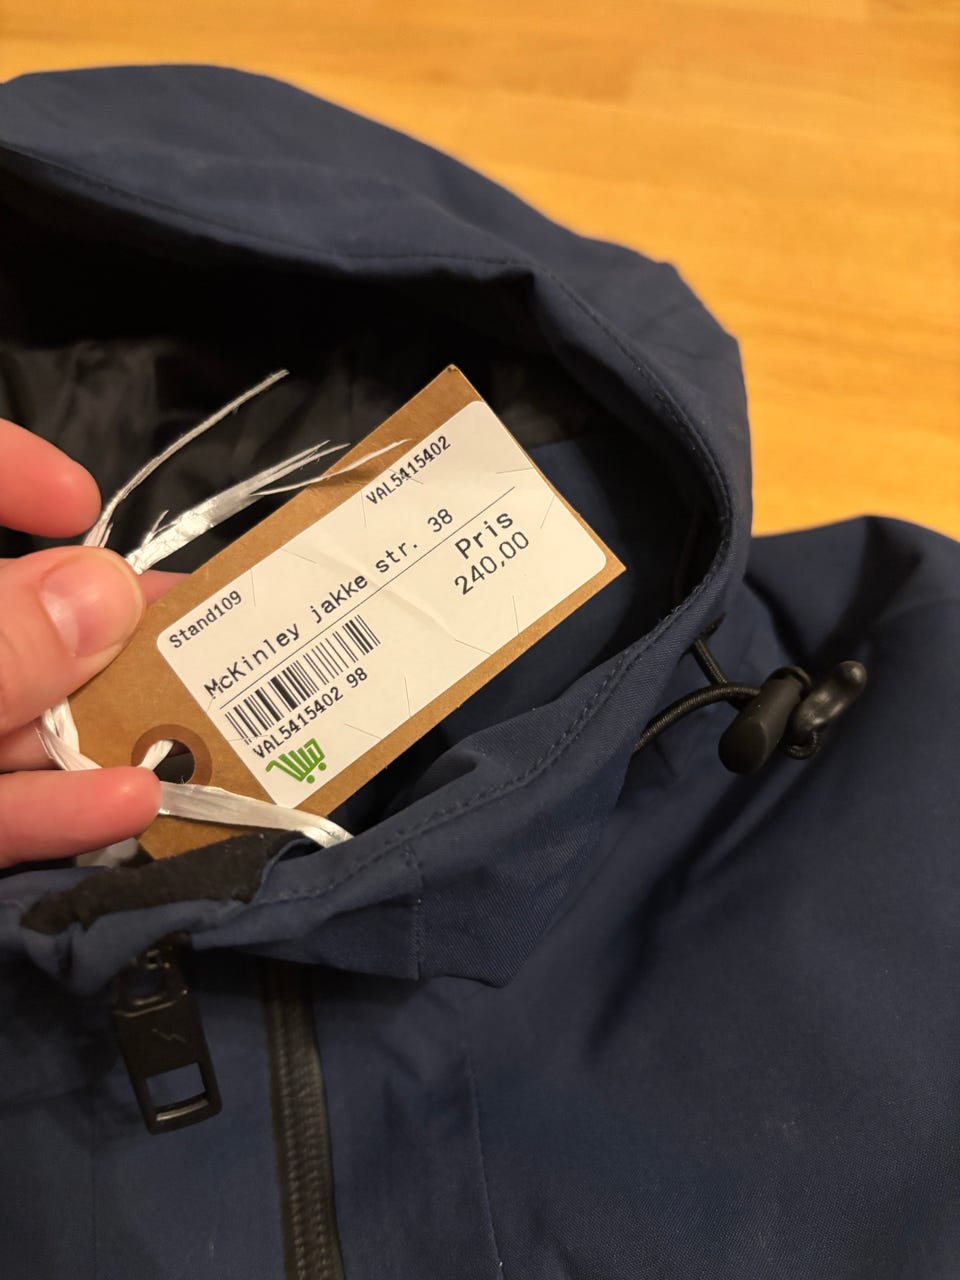 Stand109
VAL5415402
McKinley jakke str. 38
Pris
240,00
VAL5415402 98